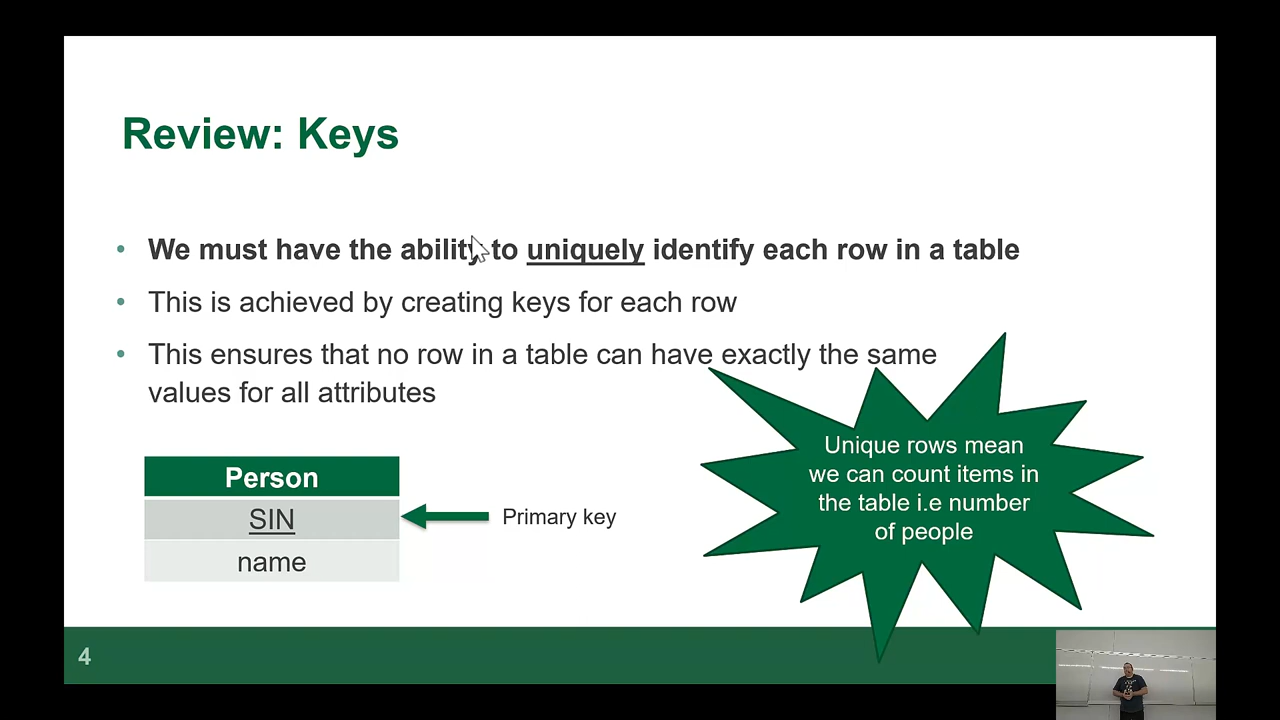 Review: Keys
• We must have the ability to uniquely identify each row in a table
• This is achieved by creating keys for each row
• This ensures that no row in a table can have exactly the same
values for all attributes
Person
SIN
name
Primary key
Unique rows mean
we can count items in
the table i.e number
of people
4